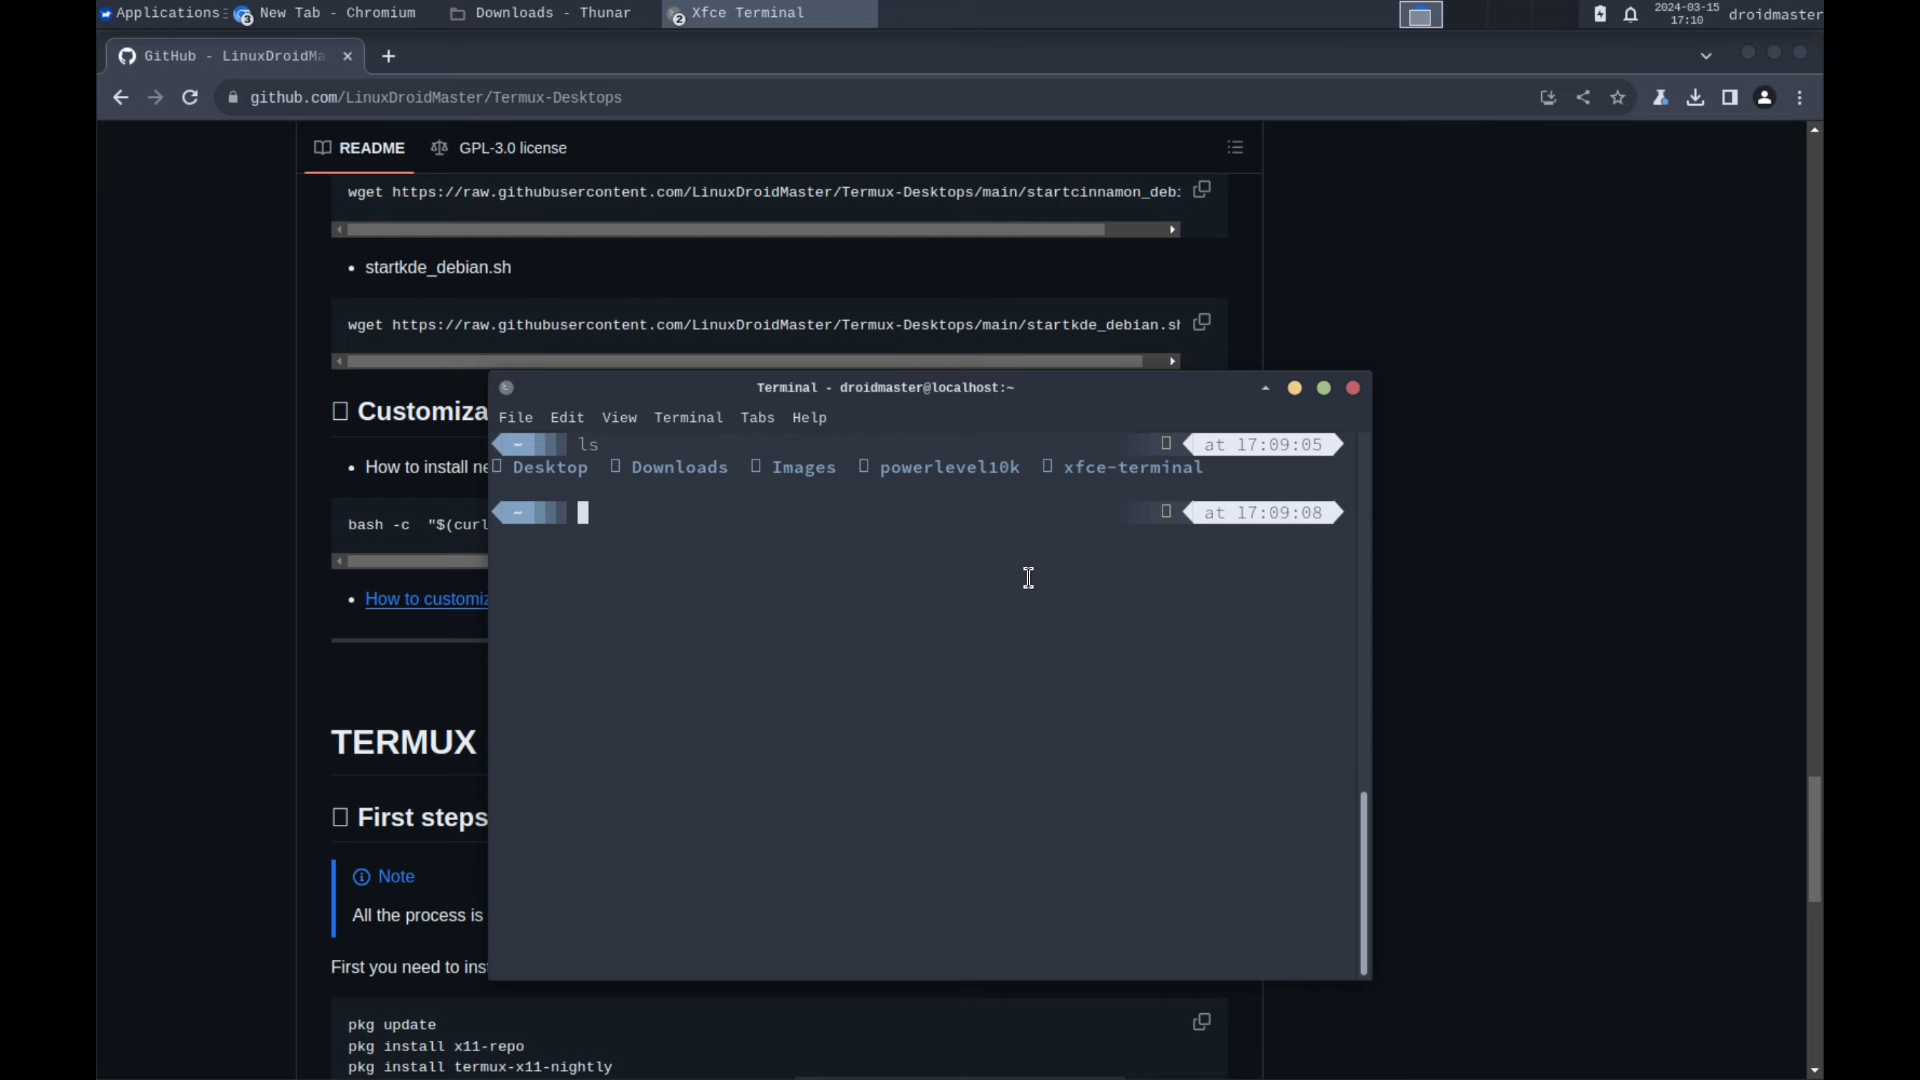 Applications
3 New Tab - Chromium
Downloads - Thunar
2 Xfce Terminal
2024-03-15
17:10
droidmaster
GitHub - LinuxDroidMa
github.com/LinuxDroidMaster/Termux-Desktops
README
GPL-3.0 license
wget https://raw.githubusercontent.com/LinuxDroidMaster/Termux-Desktops/main/startcinnamon_debi
• startkde_debian.sh
wget https://raw.githubusercontent.com/LinuxDroidMaster/Termux-Desktops/main/startkde_debian.sh
Terminal - droidmaster@localhost:~
File Edit View Terminal Tabs Help
~ ls at 17:09:05
Desktop Downloads Images powerlevel10k xfce-terminal
~ at 17:09:08
Customiza
• How to install ne
bash -c "$(curl
• How to customiz
TERMUX
First steps
Note
All the process is
First you need to ins
pkg update
pkg install x11-repo
pkg install termux-x11-nightly